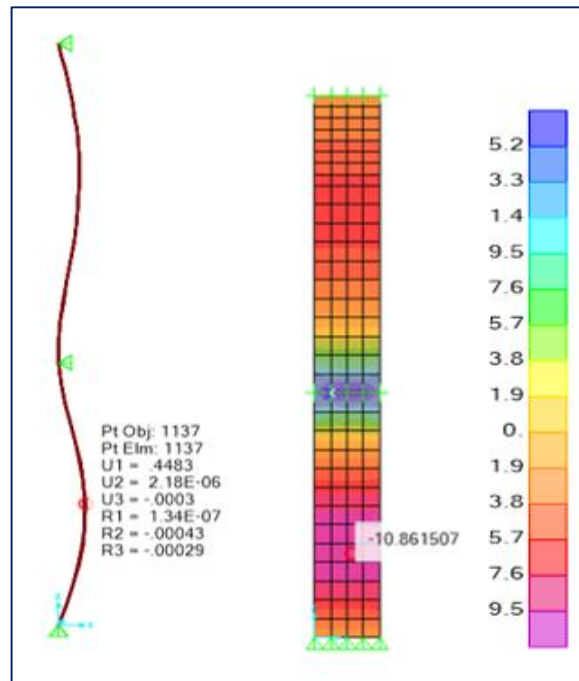 Pt Obj: 1137
Pt Elm: 1137
U1 = .4483
U2 = 2.18E-06
U3 = -.0003
R1 = 1.34E-07
R2 = -.00043
R3 = -.00029
-10.861507
5.2
3.3
1.4
9.5
7.6
5.7
3.8
1.9
0.
1.9
3.8
5.7
7.6
9.5